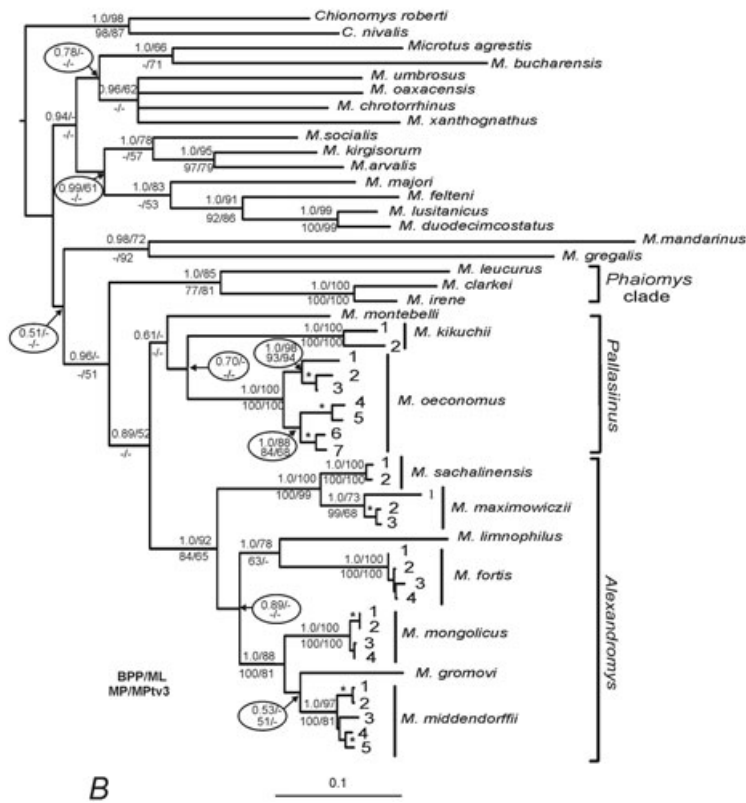 1.0/98
Chionomys roberti
98/87
C. nivalis
0.78/-
-/-
1.0/66
Microtus agrestis
-/71
M. bucharensis
M. umbrosus
0.96/62
M. oaxacensis
-/-
M. chrotorrhinus
0.94/-
-/-
M. xanthognathus
1.0/78
M.socialis
-/57
1.0/95
M. kirgisorum
97/79
M.arvalis
0.99/61
-/-
1.0/83
M. majori
-/53
1.0/91
M. felteni
92/86
1.0/99
M. lusitanicus
100/99
M. duodecimcostatus
0.98/72
M.mandarinus
-/92
M. gregalis
1.0/85
M. leucurus
77/81
1.0/100
M. clarkei
100/100
M. irene
Phaiomys
clade
0.51/-
-/-
0.96/-
-/51
0.61/-
-/-
M. montebelli
1.0/100
1
M. kikuchii
100/100
2
0.70/-
-/-
1.0/98
93/94
1
* 2
3
1.0/100
100/100
M. oeconomus
* 4
5
1.0/88
84/68
* 6
7
Pallasiinus
0.89/52
-/-
1.0/100
1
M. sachalinensis
100/100
2
100/99
1.0/100
1.0/73
1
M. maximowiczii
99/68
* 2
3
1.0/92
84/65
1.0/78
M. limnophilus
63/-
1.0/100
1
100/100
2
M. fortis
3
4
0.89/-
-/-
1.0/100
* 1
2
M. mongolicus
100/100
3
4
1.0/88
100/81
M. gromovi
0.53/-
51/-
1.0/97
* 1
2
100/81
3
M. middendorffii
* 4
5
Alexandromys
BPP/ML
MP/MPtv3
B
0.1